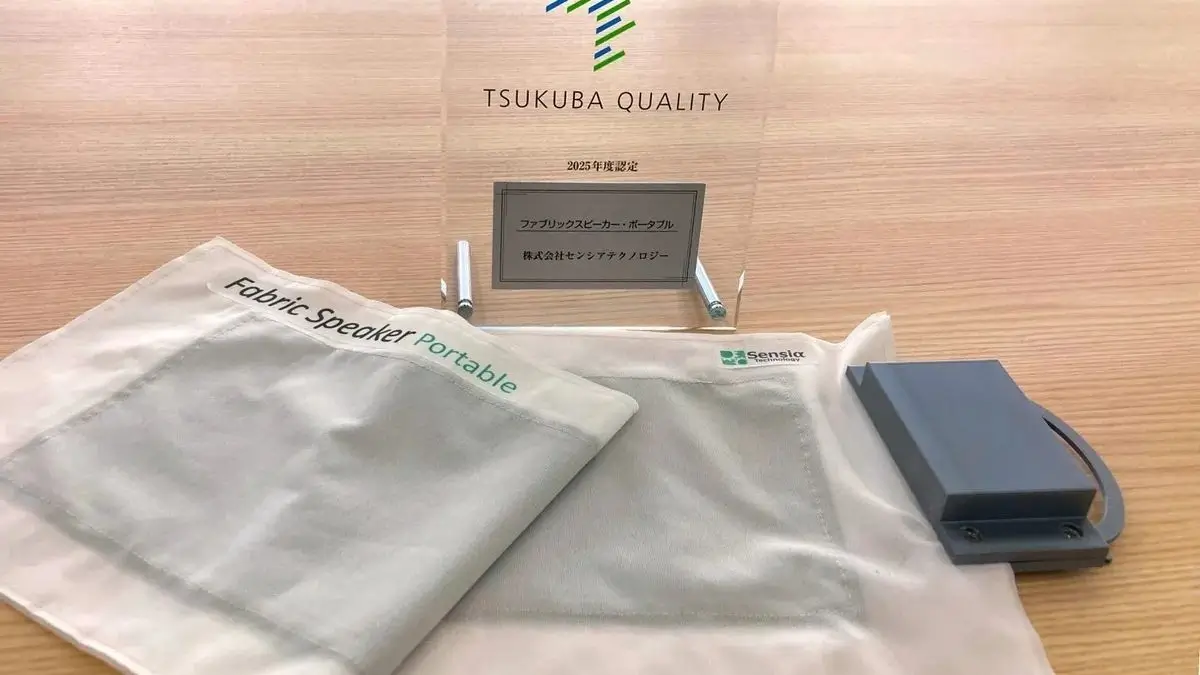 TSUKUBA QUALITY
2025年度認定
ファブリックスピーカー・ポータブル
株式会社センシアテクノロジー
Fabric Speaker Portable
Sensia
Technology